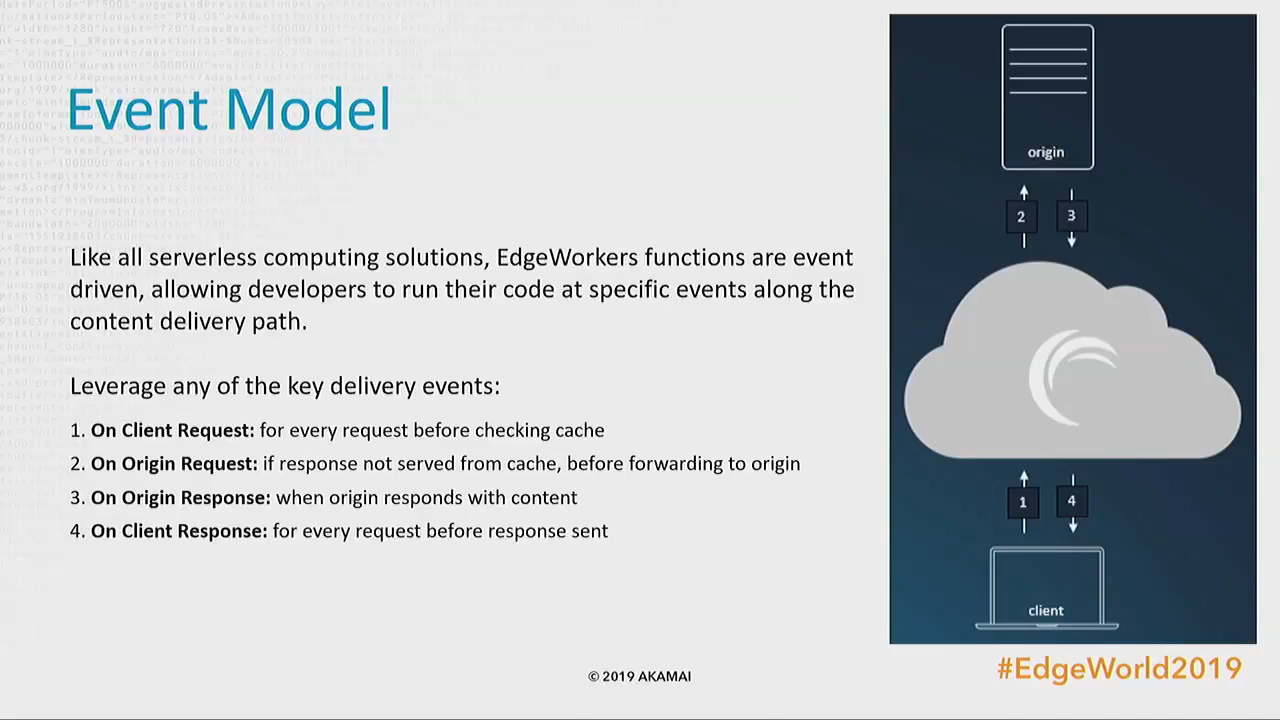 Event Model
Like all serverless computing solutions, EdgeWorkers functions are event
driven, allowing developers to run their code at specific events along the
content delivery path.
Leverage any of the key delivery events:
1. On Client Request: for every request before checking cache
2. On Origin Request: if response not served from cache, before forwarding to origin
3. On Origin Response: when origin responds with content
4. On Client Response: for every request before response sent
origin
2
3
1
4
client
© 2019 AKAMAI
#EdgeWorld2019